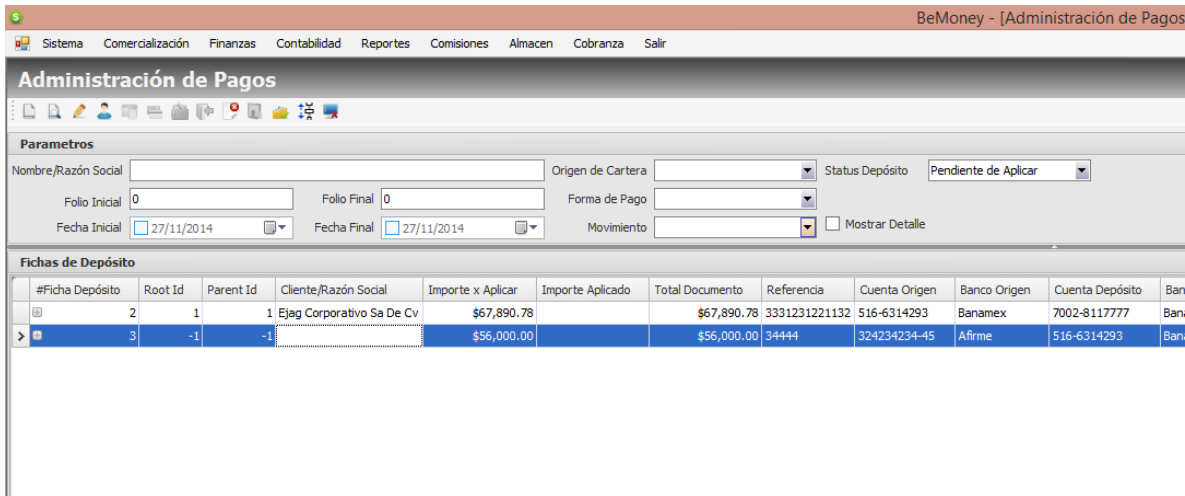 BeMoney - [Administración de Pagos
Sistema Comercialización Finanzas Contabilidad Reportes Comisiones Almacen Cobranza Salir
Administración de Pagos
Parametros
Nombre/Razón Social Origen de Cartera Status Depósito Pendiente de Aplicar
Folio Inicial 0 Folio Final 0 Forma de Pago
Fecha Inicial 27/11/2014 Fecha Final 27/11/2014 Movimiento Mostrar Detalle
Fichas de Depósito
#Ficha Depósito Root Id Parent Id Cliente/Razón Social Importe x Aplicar Importe Aplicado Total Documento Referencia Cuenta Origen Banco Origen Cuenta Depósito Ban
2 1 1 Ejag Corporativo Sa De Cv $67,890.78 $67,890.78 3331231221132 516-6314293 Banamex 7002-8117777 Bana
3 -1 -1 $56,000.00 $56,000.00 34444 324234234-45 Afirme 516-6314293 Bana